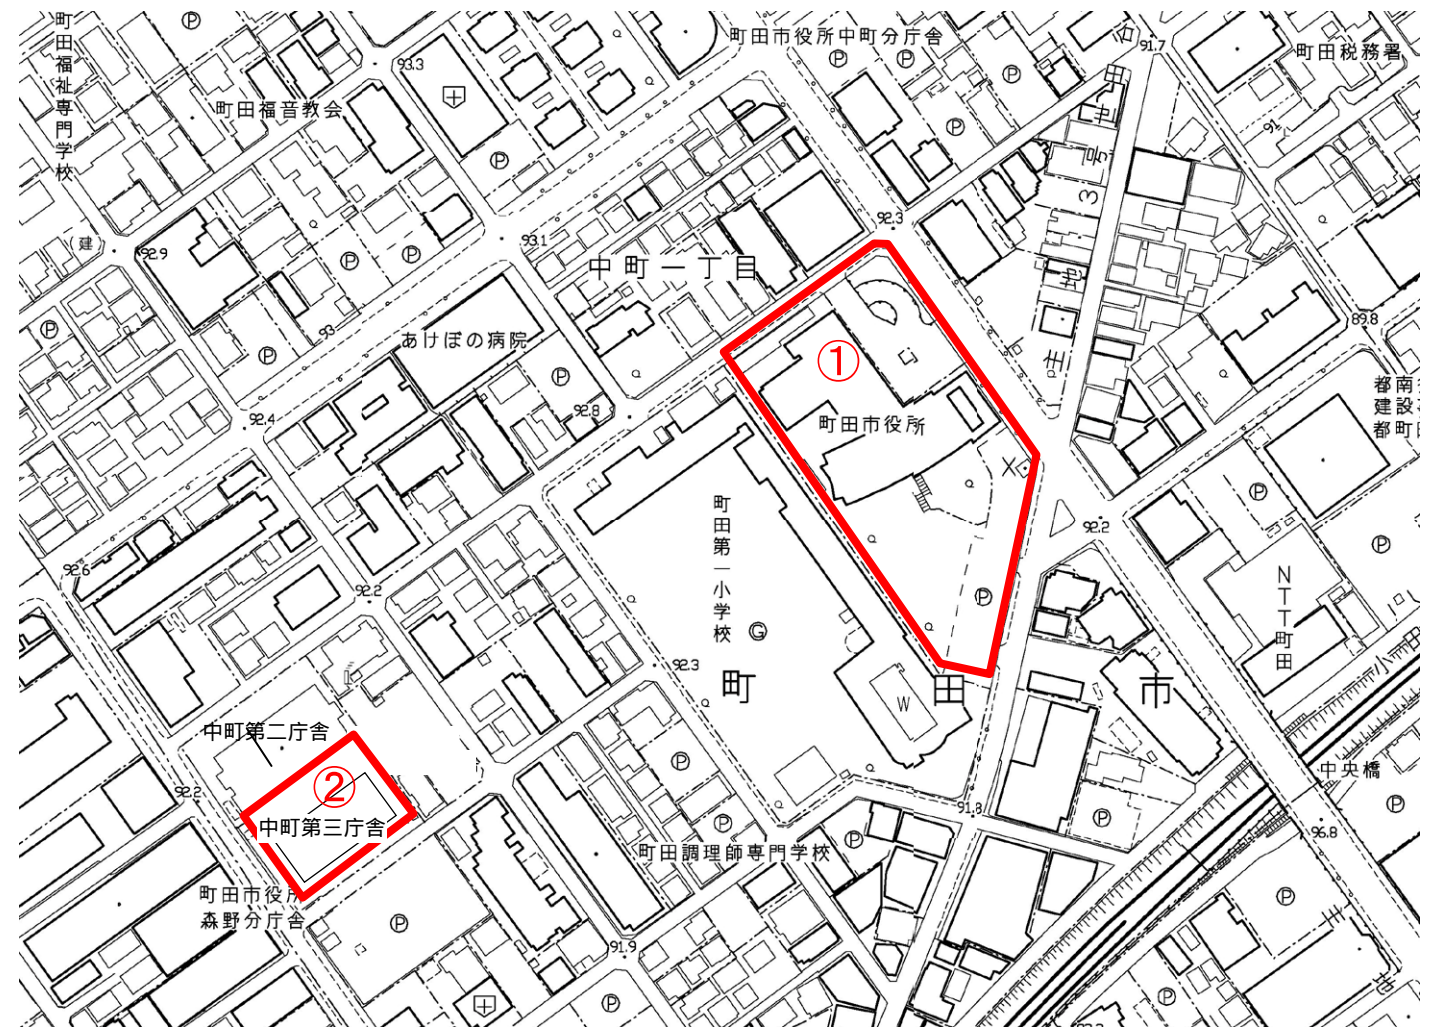 町田福祉専門学校
93.3
町田福音教会
町田市役所中町分庁舎
91.7
町田税務署
P
P
P
P
P
P
(建)
92.9
P
P
93.1
92.3
中町一丁目
号
3
地
主
P
93
P
あけぼの病院
①
P
89.8
92.4
92.8
町田市役所
都南
建設
都町
X
町田第一小学校
P
92.2
P
92.6
92.2
P
NTT町田
G
92.3
町
田
市
W
小
中町第二庁舎
P
②
92.2
中町第三庁舎
91.8
中央橋
P
P
96.8
P
P
町田調理師専門学校
町田市役所
森野分庁舎
P
P
91.9
P
P